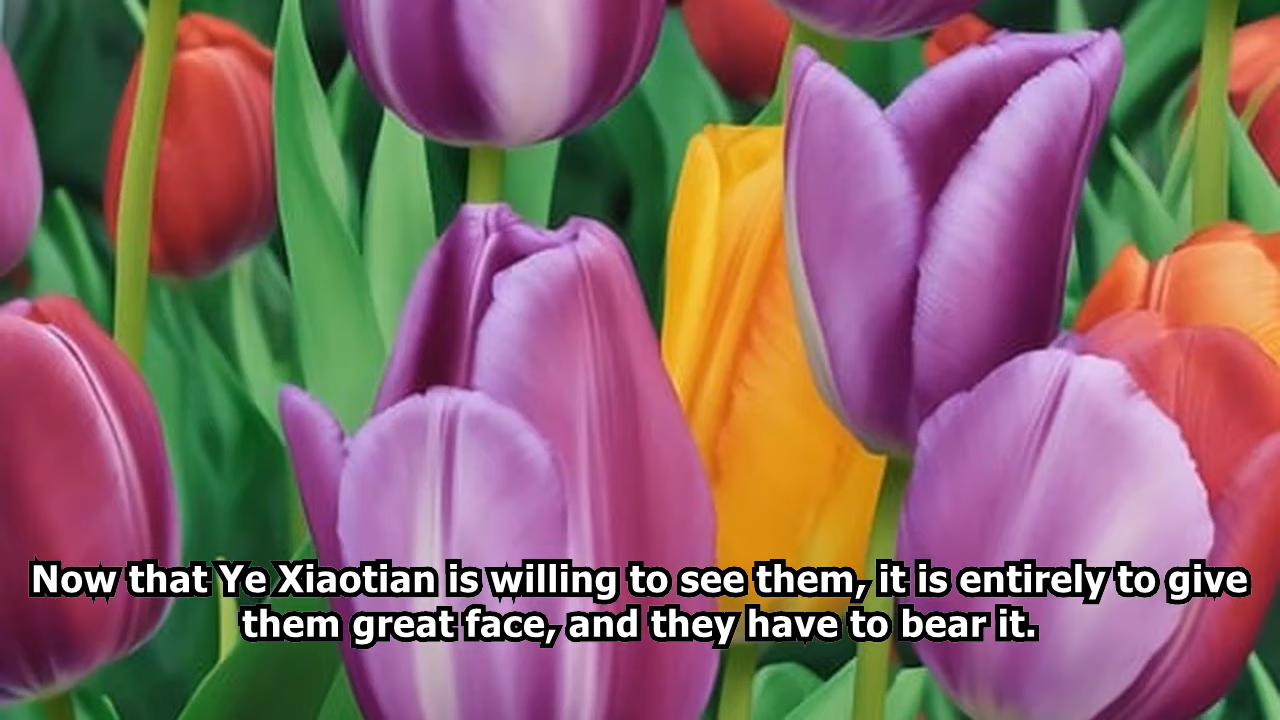 Now that Ye Xiaotian is willing to see them, it is entirely to give
them great face, and they have to bear it.